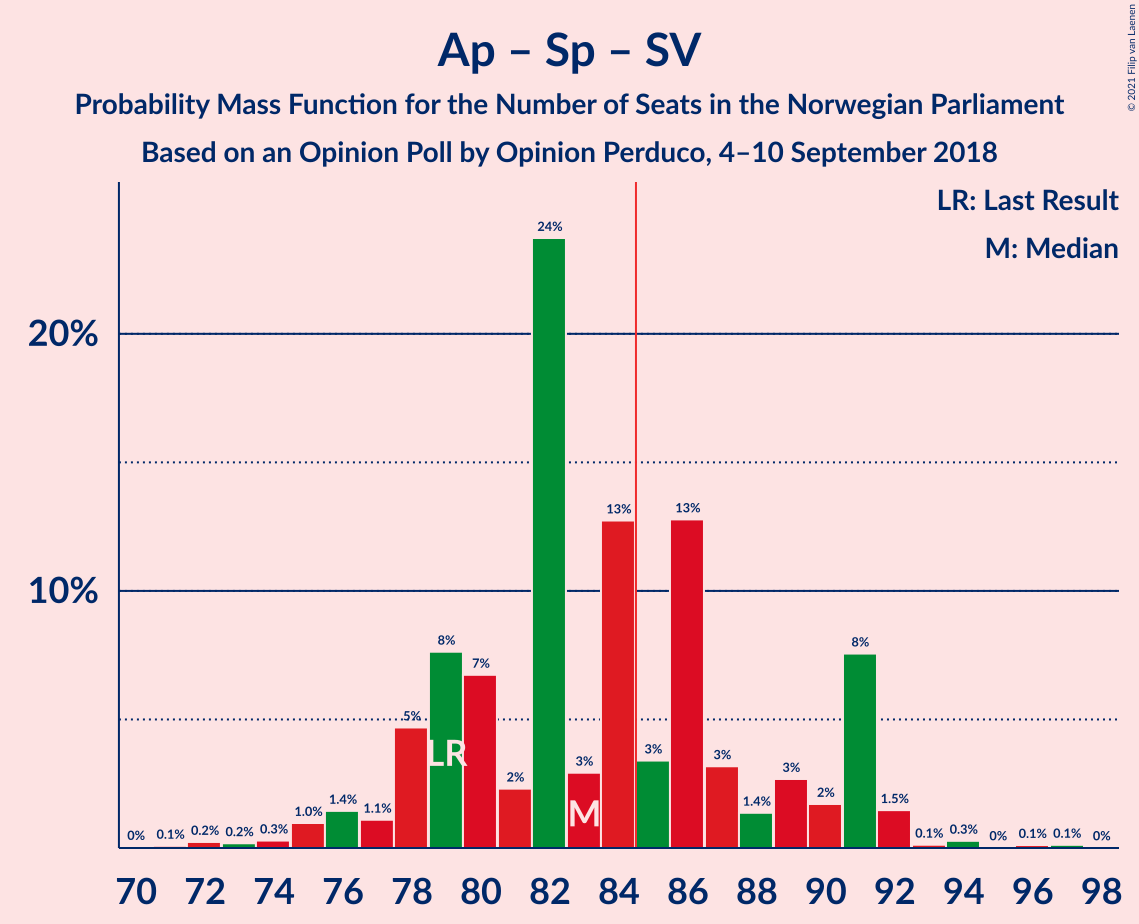 Ap – Sp – SV
Probability Mass Function for the Number of Seats in the Norwegian Parliament
Based on an Opinion Poll by Opinion Perduco, 4–10 September 2018
© 2021 Filip van Laenen
LR: Last Result
M: Median
20%
10%
0% 0.1% 0.2% 0.2% 0.3% 1.0% 1.4% 1.1% 5% 8% 7% 2% 24% 3% 13% 3% 13% 3% 1.4% 3% 2% 8% 1.5% 0.1% 0.3% 0% 0.1% 0.1% 0%
LR
M
70 72 74 76 78 80 82 84 86 88 90 92 94 96 98